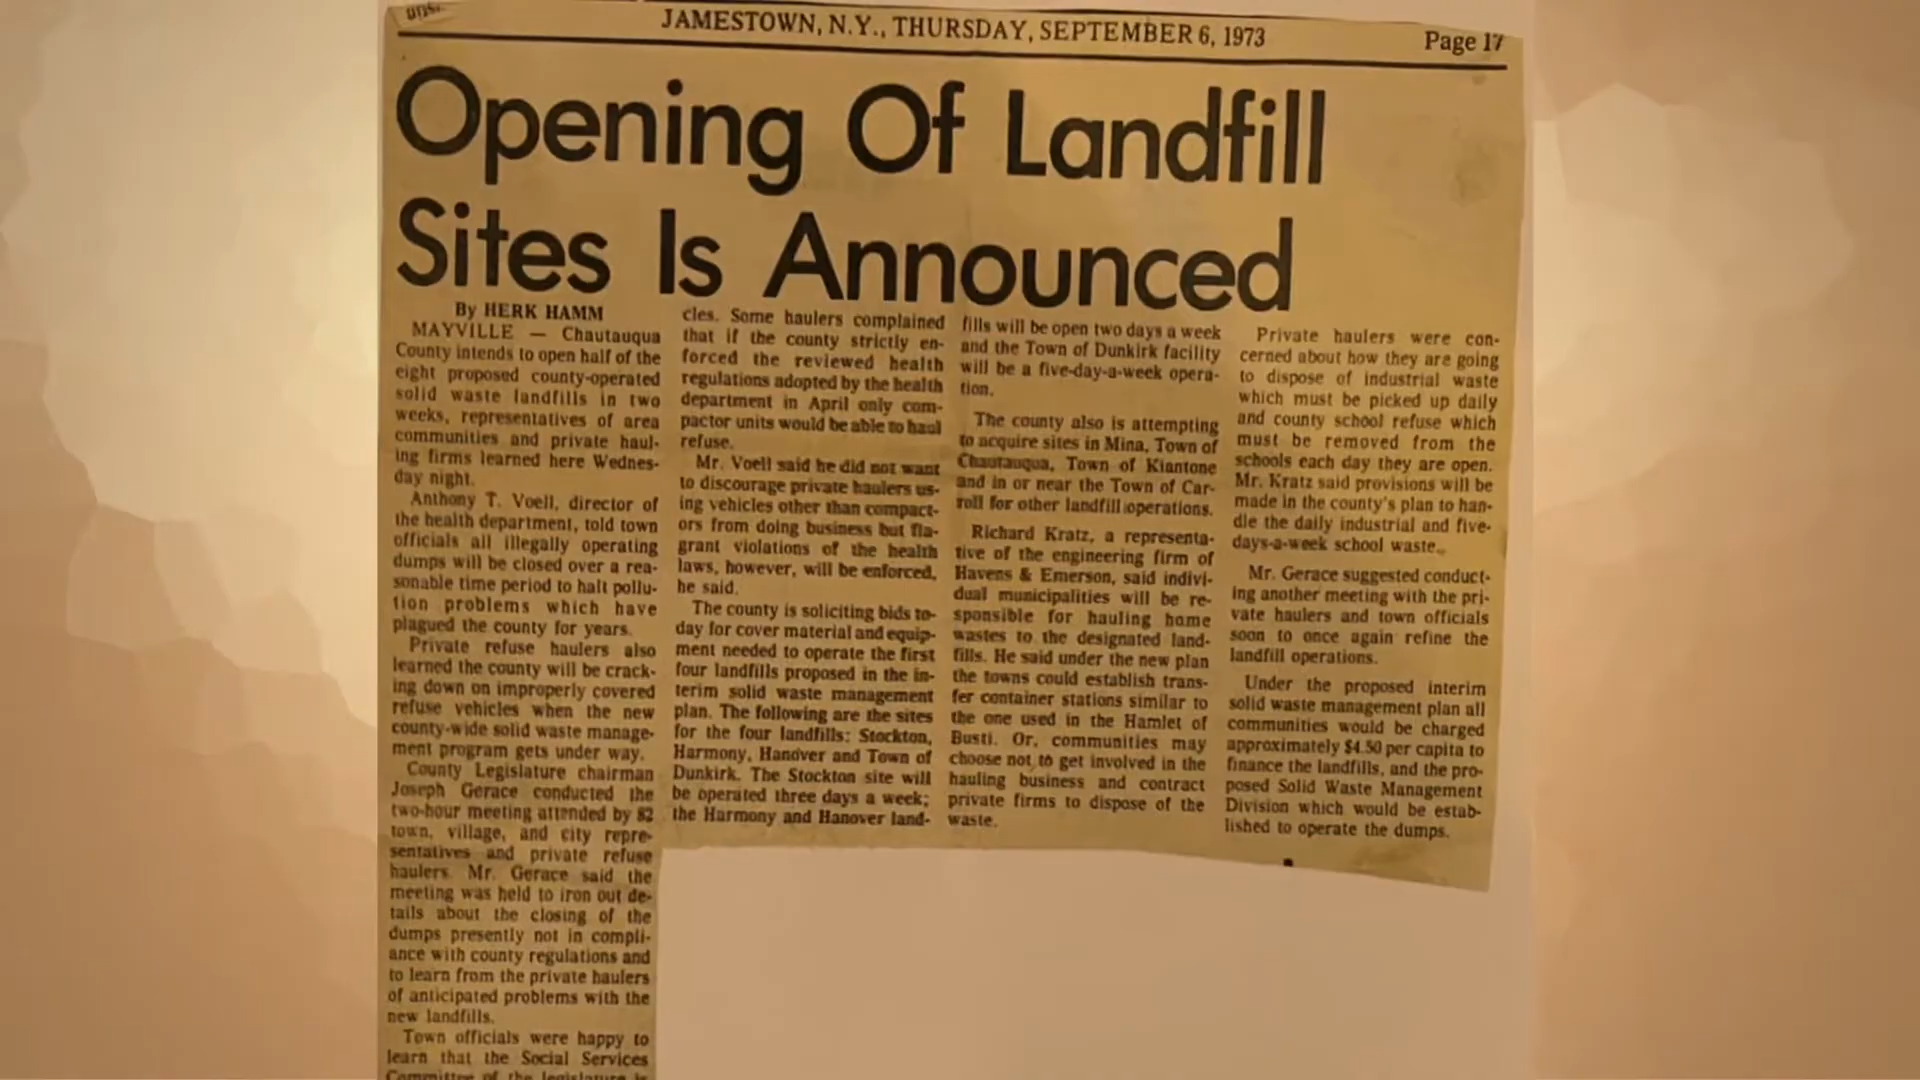 JAMESTOWN, N.Y., THURSDAY, SEPTEMBER 6, 1973
Page 17
Opening Of Landfill
Sites Is Announced
By HERK HAMM
MAYVILLE — Chautauqua
County intends to open half of the
eight proposed county-operated
solid waste landfills in two
weeks, representatives of area
communities and private haul-
ing firms learned here Wednes-
day night.
Anthony T. Voell, director of
the health department, told town
officials all illegally operating
dumps will be closed over a rea-
sonable time period to halt pollu-
tion problems which have
plagued the county for years.
Private refuse haulers also
learned the county will be crack-
ing down on improperly covered
refuse vehicles when the new
county-wide solid waste manage-
ment program gets under way.
County Legislature chairman
Joseph Gerace conducted the
two-hour meeting attended by 82
town, village, and city repre-
sentatives and private refuse
haulers. Mr. Gerace said the
meeting was held to iron out de-
tails about the closing of the
dumps presently not in compli-
ance with county regulations and
to learn from the private haulers
of anticipated problems with the
new landfills.
Town officials were happy to
learn that the Social Services
Committee of the legislature is
cles. Some haulers complained
that if the county strictly en-
forced the reviewed health
regulations adopted by the health
department in April only com-
pactor units would be able to haul
refuse.
Mr. Voell said he did not want
to discourage private haulers us-
ing vehicles other than compact-
ors from doing business but fla-
grant violations of the health
laws, however, will be enforced,
he said.
The county is soliciting bids to-
day for cover material and equip-
ment needed to operate the first
four landfills proposed in the in-
terim solid waste management
plan. The following are the sites
for the four landfills: Stockton,
Harmony, Hanover and Town of
Dunkirk. The Stockton site will
be operated three days a week;
the Harmony and Hanover land-
fills will be open two days a week
and the Town of Dunkirk facility
will be a five-day-a-week opera-
tion.
The county also is attempting
to acquire sites in Mina, Town of
Chautauqua, Town of Kiantone
and in or near the Town of Car-
roll for other landfill operations.
Richard Kratz, a representa-
tive of the engineering firm of
Havens & Emerson, said indivi-
dual municipalities will be re-
sponsible for hauling home
wastes to the designated land-
fills. He said under the new plan
the towns could establish trans-
fer container stations similar to
the one used in the Hamlet of
Busti. Or, communities may
choose not to get involved in the
hauling business and contract
private firms to dispose of the
waste.
Private haulers were con-
cerned about how they are going
to dispose of industrial waste
which must be picked up daily
and county school refuse which
must be removed from the
schools each day they are open.
Mr. Kratz said provisions will be
made in the county's plan to han-
dle the daily industrial and five-
days-a-week school waste.
Mr. Gerace suggested conduct-
ing another meeting with the pri-
vate haulers and town officials
soon to once again refine the
landfill operations.
Under the proposed interim
solid waste management plan all
communities would be charged
approximately $4.50 per capita to
finance the landfills, and the pro-
posed Solid Waste Management
Division which would be estab-
lished to operate the dumps.